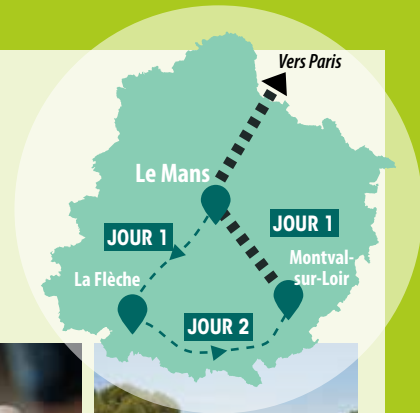 Vers Paris
Le Mans
JOUR 1
JOUR 1
La Flèche
Montval-
sur-Loir
JOUR 2